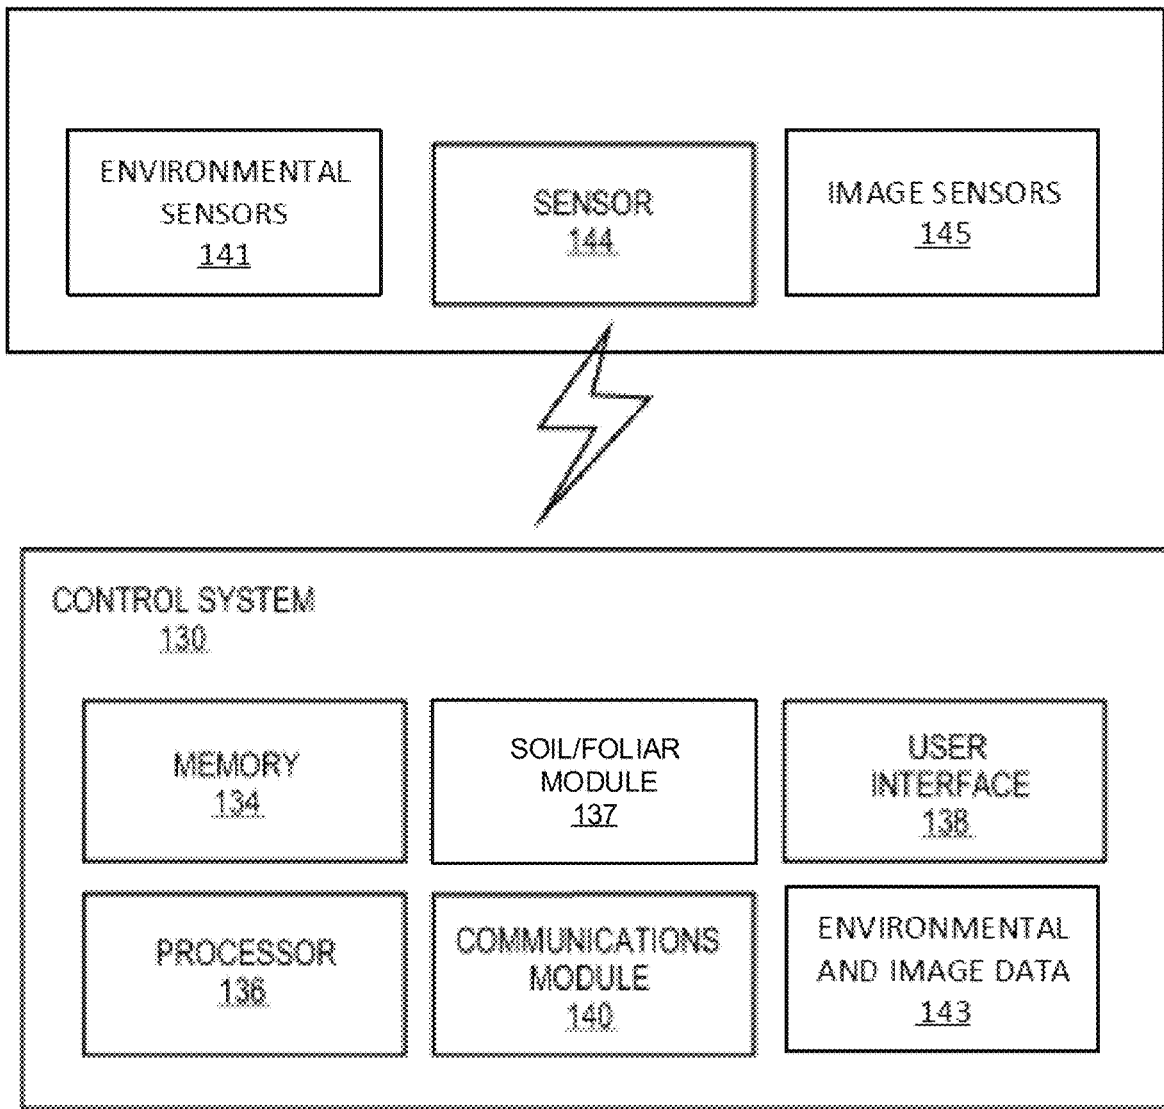 ENVIRONMENTAL
SENSORS
141
SENSOR
144
IMAGE SENSORS
145
CONTROL SYSTEM
130
MEMORY
134
SOIL/FOLIAR
MODULE
137
USER
INTERFACE
138
PROCESSOR
136
COMMUNICATIONS
MODULE
140
ENVIRONMENTAL
AND IMAGE DATA
143